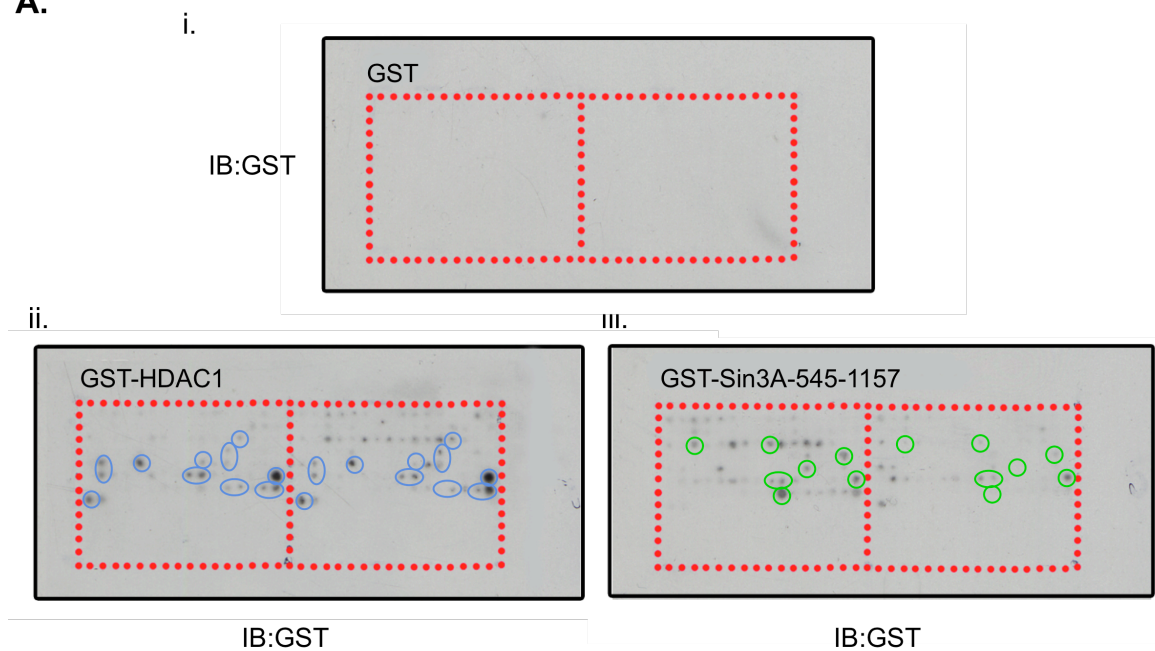 A.
i.
GST
IB:GST
ii.
iii.
GST-HDAC1
GST-Sin3A-545-1157
IB:GST
IB:GST